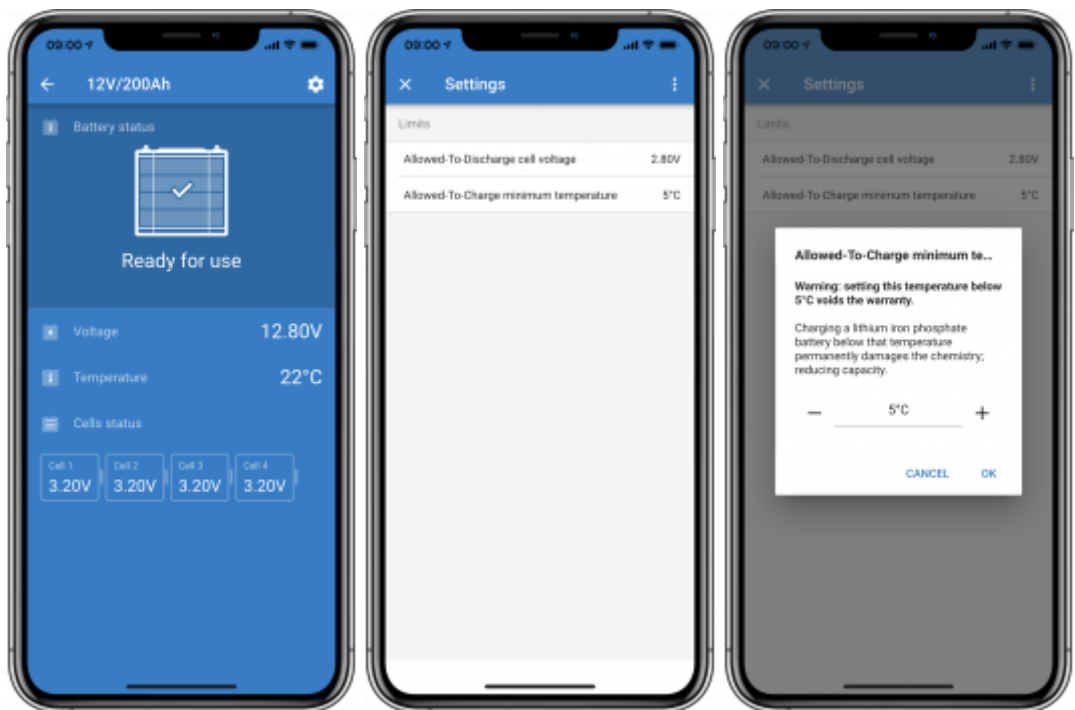 09:00
12V/200Ah
Battery status
Ready for use
Voltage 12.80V
Temperature 22°C
Cells status
Cell 1 Cell 2 Cell 3 Cell 4
3.20V 3.20V 3.20V 3.20V
09:00
Settings
Limits
Allowed-To-Discharge cell voltage 2.80V
Allowed-To-Charge minimum temperature 5°C
09:00
Settings
Limits
Allowed-To-Discharge cell voltage 2.80V
Allowed-To-Charge minimum temperature 5°C
Allowed-To-Charge minimum te...
Warning: setting this temperature below
5°C voids the warranty.
Charging a lithium iron phosphate
battery below that temperature
permanently damages the chemistry;
reducing capacity.
5°C
CANCEL OK